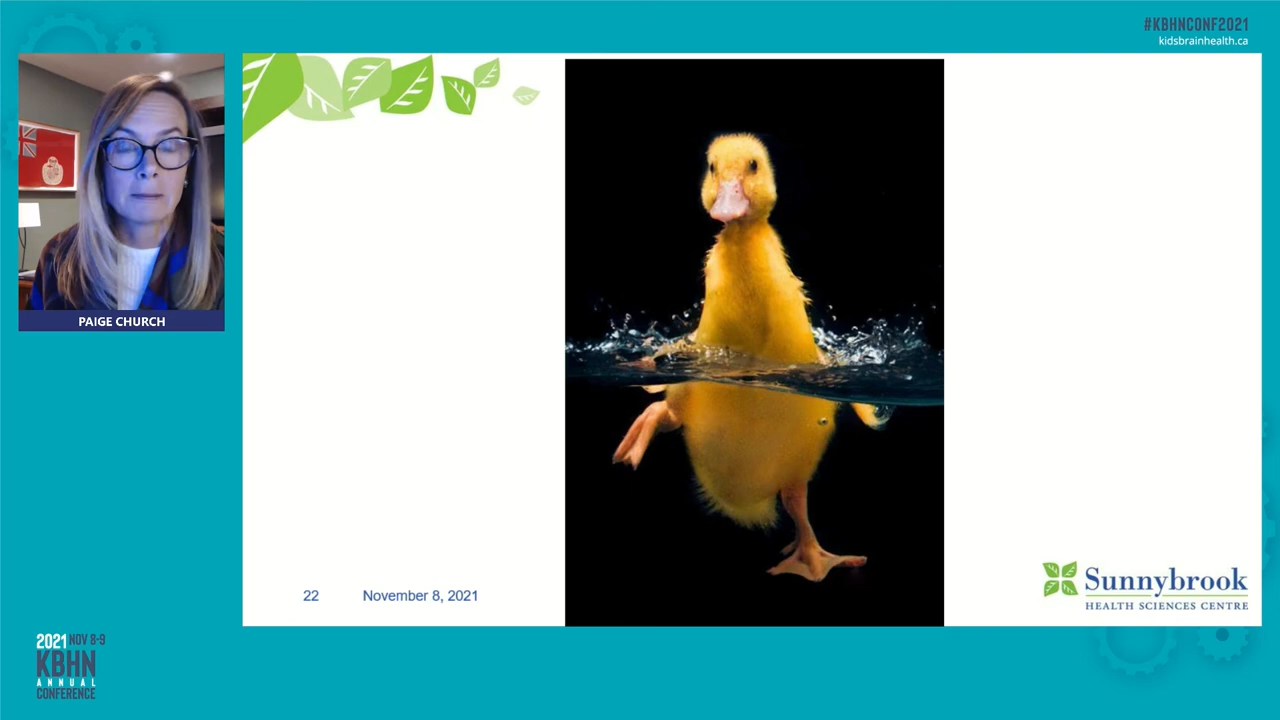 #KBHNCONF2021
kidsbrainhealth.ca
PAIGE CHURCH
22 November 8, 2021
Sunnybrook
HEALTH SCIENCES CENTRE
2021 NOV 8-9
KBHN
ANNUAL
CONFERENCE